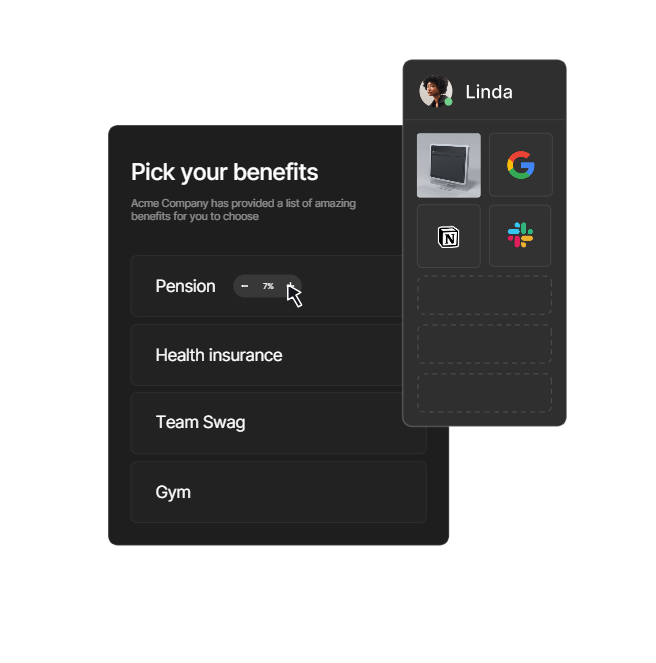 Linda
Pick your benefits
Acme Company has provided a list of amazing
benefits for you to choose
Pension − 7% +
Health insurance
Team Swag
Gym